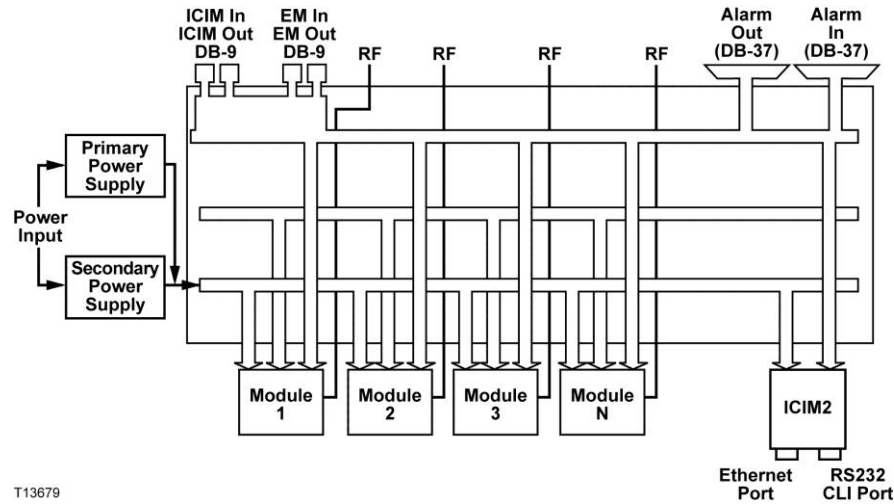 ICIM In
ICIM Out
DB-9
EM In
EM Out
DB-9
RF
RF
RF
RF
Alarm
Out
(DB-37)
Alarm
In
(DB-37)
Primary
Power
Supply
Power
Input
Secondary
Power
Supply
Module
1
Module
2
Module
3
Module
N
ICIM2
Ethernet
Port
RS232
CLI Port
T13679